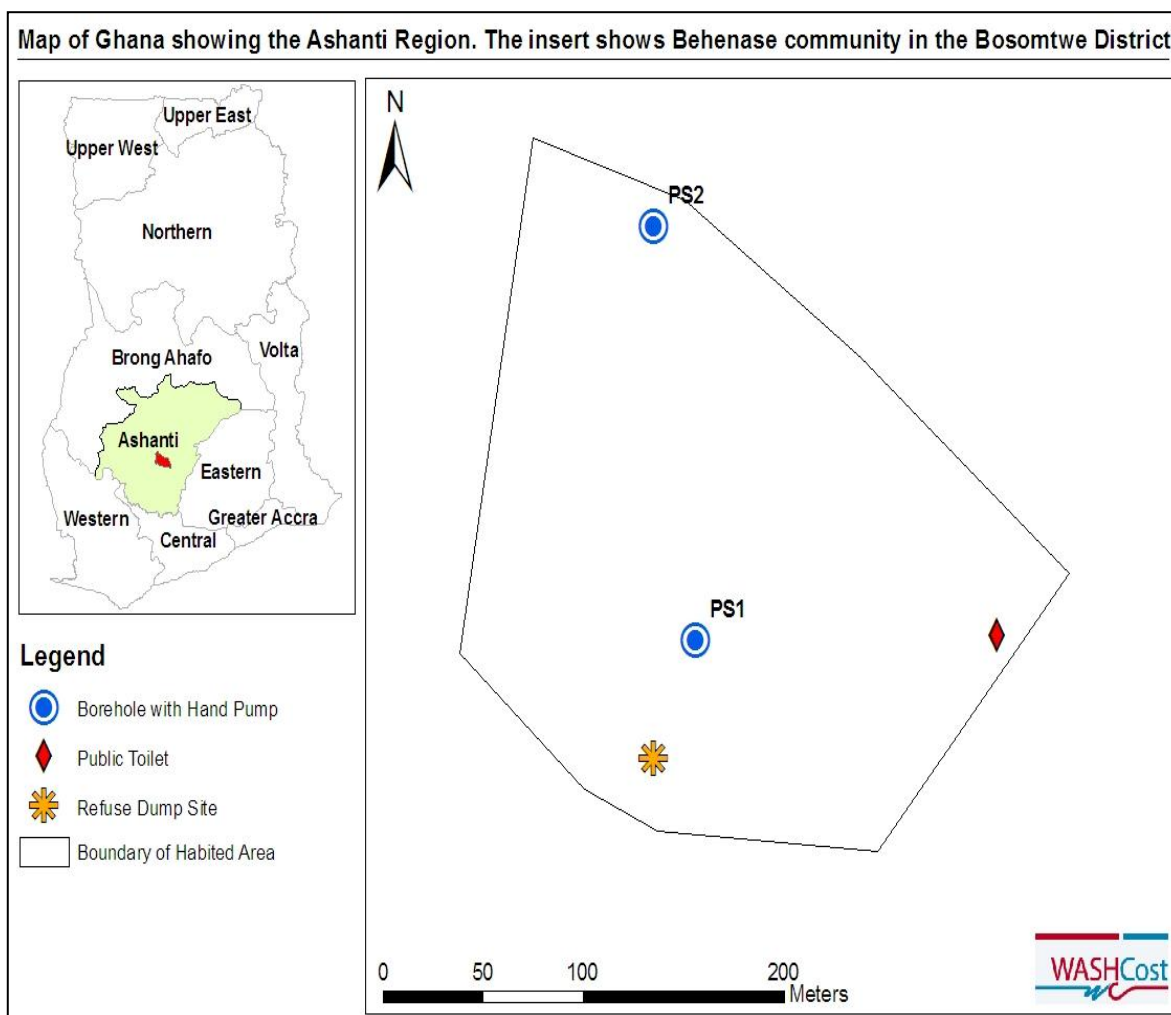 Map of Ghana showing the Ashanti Region. The insert shows Behenase community in the Bosomtwe District
Upper East
Upper West
Northern
Brong Ahafo
Volta
Ashanti
Eastern
Western
Greater Accra
Central
Legend
Borehole with Hand Pump
Public Toilet
Refuse Dump Site
Boundary of Habited Area
N
PS2
PS1
0 50 100 200
Meters
WASHCost